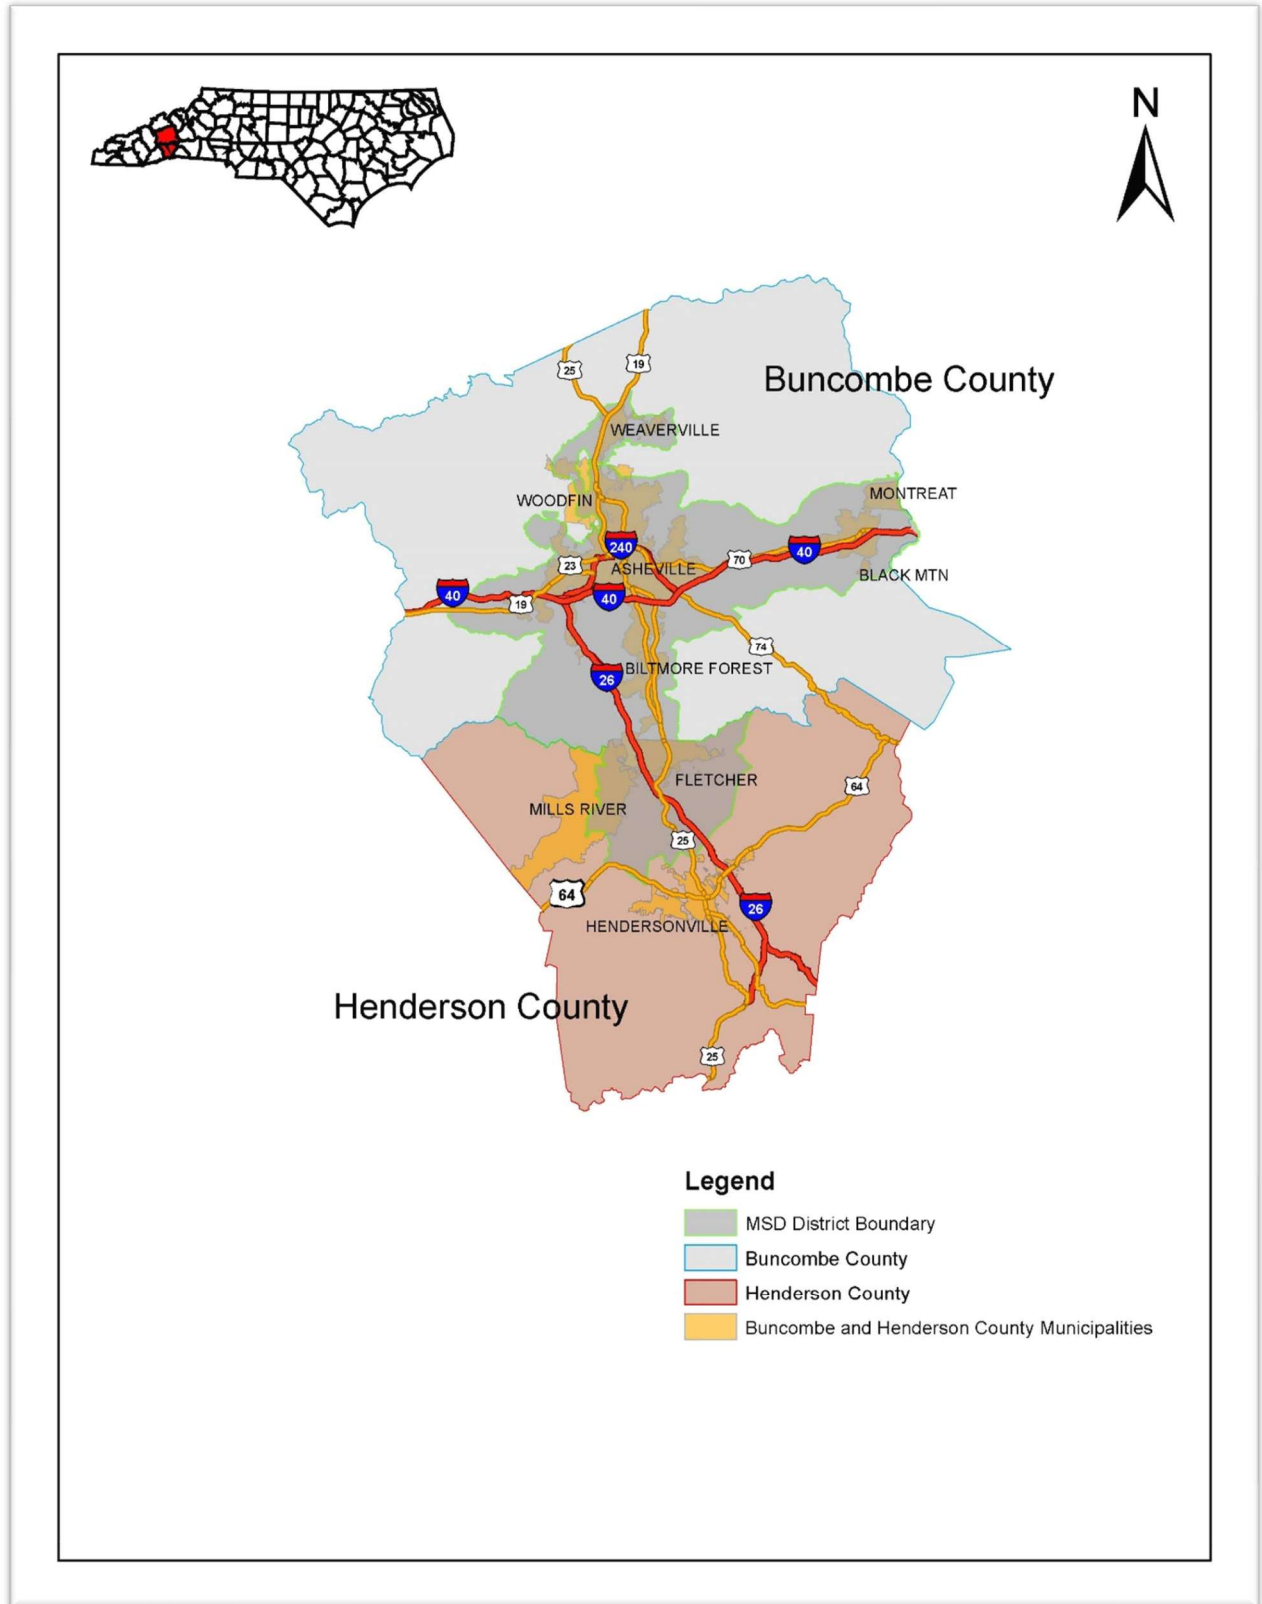 N
25
19
Buncombe County
WEAVERVILLE
MONTREAT
WOODFIN
240
40
70
23
ASHEVILLE
BLACK MTN
40
19
40
74
BILTMORE FOREST
26
FLETCHER
64
MILLS RIVER
25
64
26
HENDERSONVILLE
Henderson County
25
Legend
MSD District Boundary
Buncombe County
Henderson County
Buncombe and Henderson County Municipalities